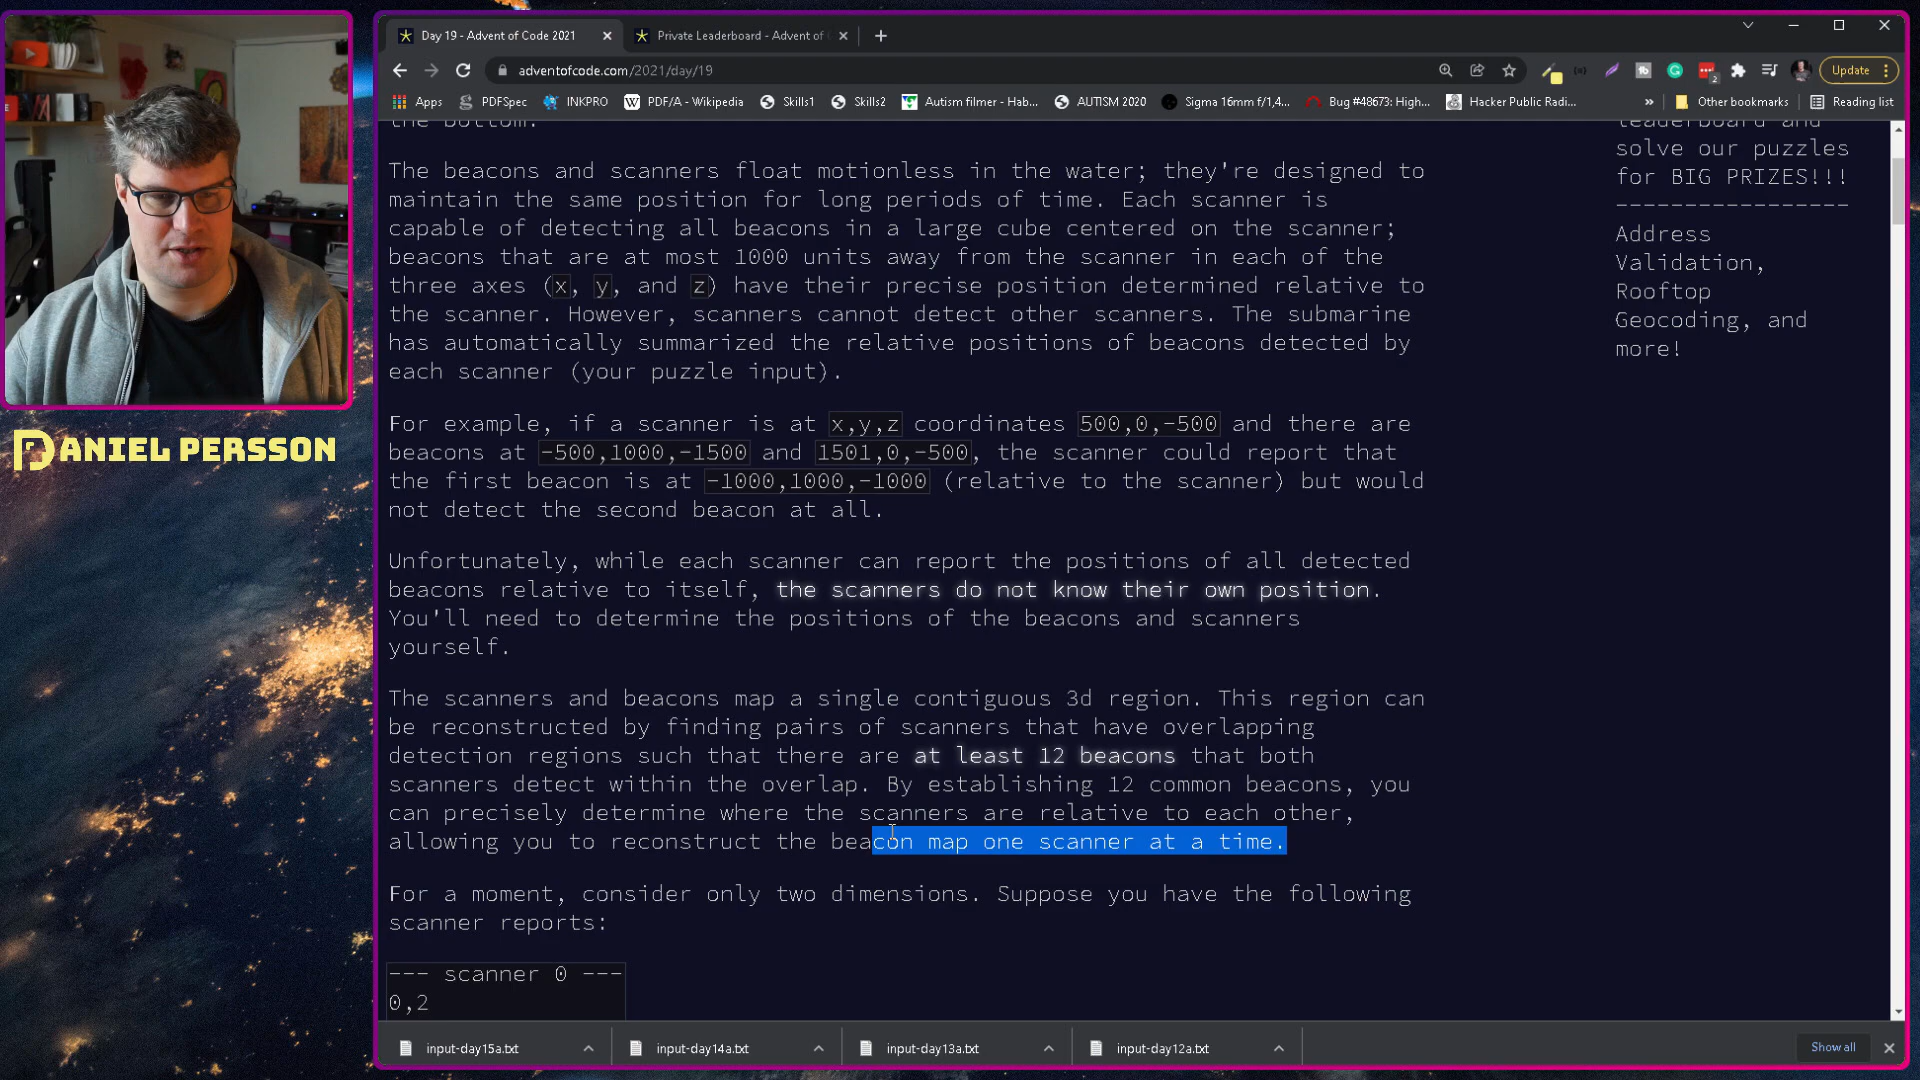 Day 19 - Advent of Code 2021
Private Leaderboard - Advent of
adventofcode.com/2021/day/19
Update
Apps
PDFSpec
INKPRO
PDF/A - Wikipedia
Skills1
Skills2
Autism filmer - Hab...
AUTISM 2020
Sigma 16mm f/1,4...
Bug #48673: High...
Hacker Public Radi...
»
Other bookmarks
Reading list
the bottom.
The beacons and scanners float motionless in the water; they're designed to
maintain the same position for long periods of time. Each scanner is
capable of detecting all beacons in a large cube centered on the scanner;
beacons that are at most 1000 units away from the scanner in each of the
three axes (x, y, and z) have their precise position determined relative to
the scanner. However, scanners cannot detect other scanners. The submarine
has automatically summarized the relative positions of beacons detected by
each scanner (your puzzle input).
For example, if a scanner is at x,y,z coordinates 500,0,-500 and there are
beacons at -500,1000,-1500 and 1501,0,-500, the scanner could report that
the first beacon is at -1000,1000,-1000 (relative to the scanner) but would
not detect the second beacon at all.
Unfortunately, while each scanner can report the positions of all detected
beacons relative to itself, the scanners do not know their own position.
You'll need to determine the positions of the beacons and scanners
yourself.
The scanners and beacons map a single contiguous 3d region. This region can
be reconstructed by finding pairs of scanners that have overlapping
detection regions such that there are at least 12 beacons that both
scanners detect within the overlap. By establishing 12 common beacons, you
can precisely determine where the scanners are relative to each other,
allowing you to reconstruct the beacon map one scanner at a time.
For a moment, consider only two dimensions. Suppose you have the following
scanner reports:
--- scanner 0 ---
0,2
leaderboard and
solve our puzzles
for BIG PRIZES!!!
-----------------
Address
Validation,
Rooftop
Geocoding, and
more!
DANIEL PERSSON
input-day15a.txt
input-day14a.txt
input-day13a.txt
input-day12a.txt
Show all